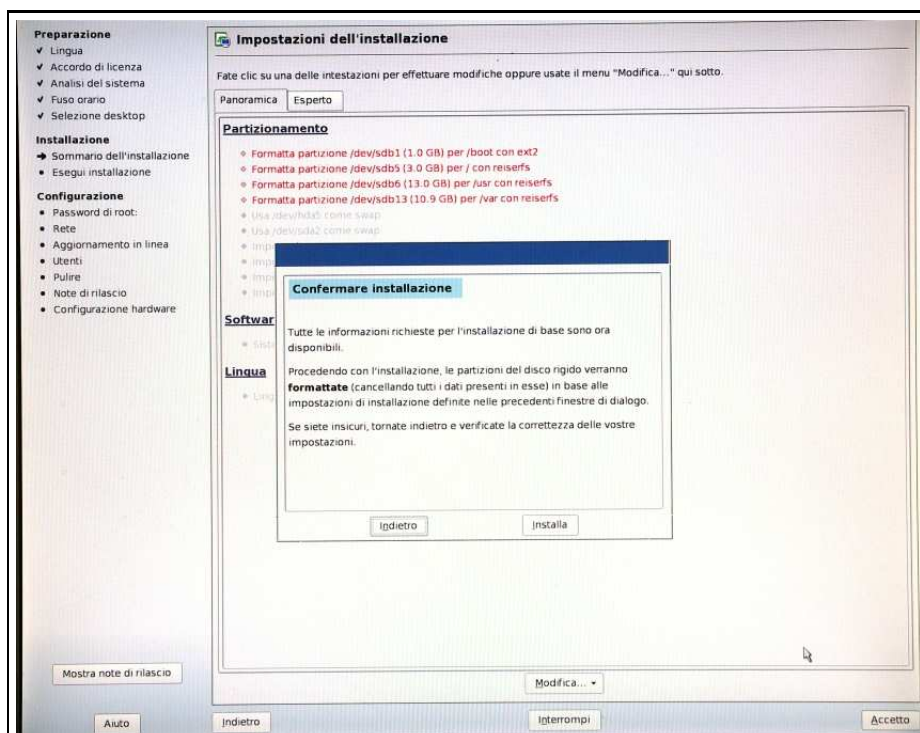 Preparazione
Lingua
Accordo di licenza
Analisi del sistema
Fuso orario
Selezione desktop
Installazione
Sommario dell'installazione
Esegui installazione
Configurazione
Password di root:
Rete
Aggiornamento in linea
Utenti
Pulire
Note di rilascio
Configurazione hardware
Mostra note di rilascio
Aiuto
Impostazioni dell'installazione
Fate clic su una delle intestazioni per effettuare modifiche oppure usate il menu "Modifica..." qui sotto.
Panoramica Esperto
Partizionamento
Formatta partizione /dev/sdb1 (1.0 GB) per /boot con ext2
Formatta partizione /dev/sdb5 (3.0 GB) per / con reiserfs
Formatta partizione /dev/sdb6 (13.0 GB) per /usr con reiserfs
Formatta partizione /dev/sdb13 (10.9 GB) per /var con reiserfs
Usa /dev/hda5 come swap
Usa /dev/sda2 come swap
Softwar
Lingua
Confermare installazione
Tutte le informazioni richieste per l'installazione di base sono ora
disponibili.
Procedendo con l'installazione, le partizioni del disco rigido verranno
formattate (cancellando tutti i dati presenti in esse) in base alle
impostazioni di installazione definite nelle precedenti finestre di dialogo.
Se siete insicuri, tornate indietro e verificate la correttezza delle vostre
impostazioni.
Indietro Installa
Modifica...
Indietro Interrompi Accetto